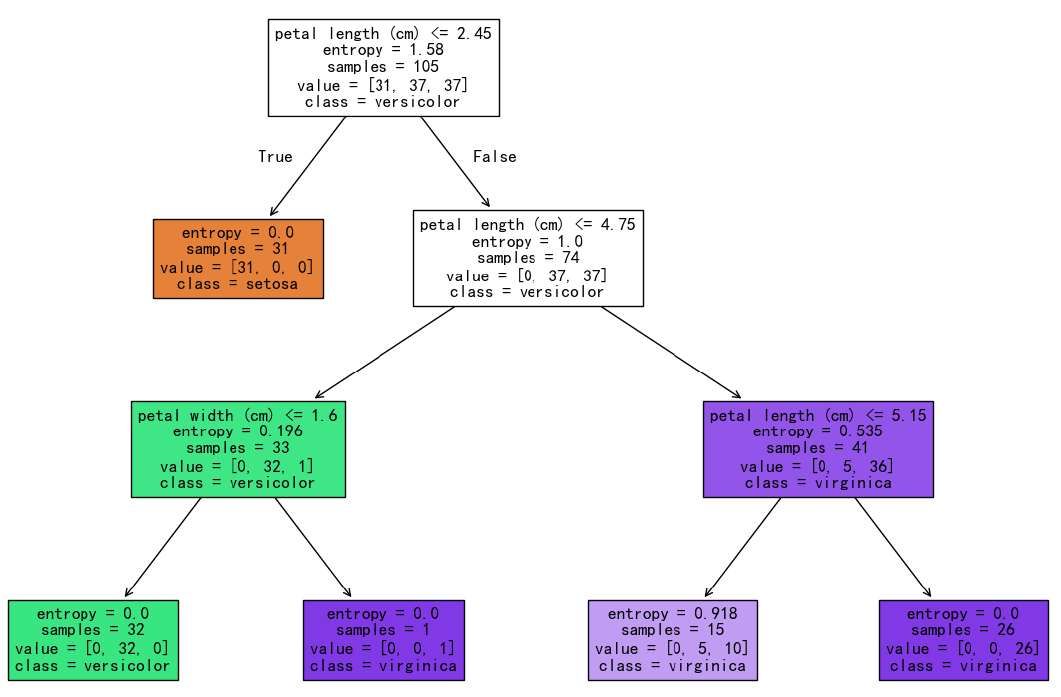 petal length (cm) <= 2.45
entropy = 1.58
samples = 105
value = [31, 37, 37]
class = versicolor
True
False
entropy = 0.0
samples = 31
value = [31, 0, 0]
class = setosa
petal length (cm) <= 4.75
entropy = 1.0
samples = 74
value = [0, 37, 37]
class = versicolor
petal width (cm) <= 1.6
entropy = 0.196
samples = 33
value = [0, 32, 1]
class = versicolor
petal length (cm) <= 5.15
entropy = 0.535
samples = 41
value = [0, 5, 36]
class = virginica
entropy = 0.0
samples = 32
value = [0, 32, 0]
class = versicolor
entropy = 0.0
samples = 1
value = [0, 0, 1]
class = virginica
entropy = 0.918
samples = 15
value = [0, 5, 10]
class = virginica
entropy = 0.0
samples = 26
value = [0, 0, 26]
class = virginica